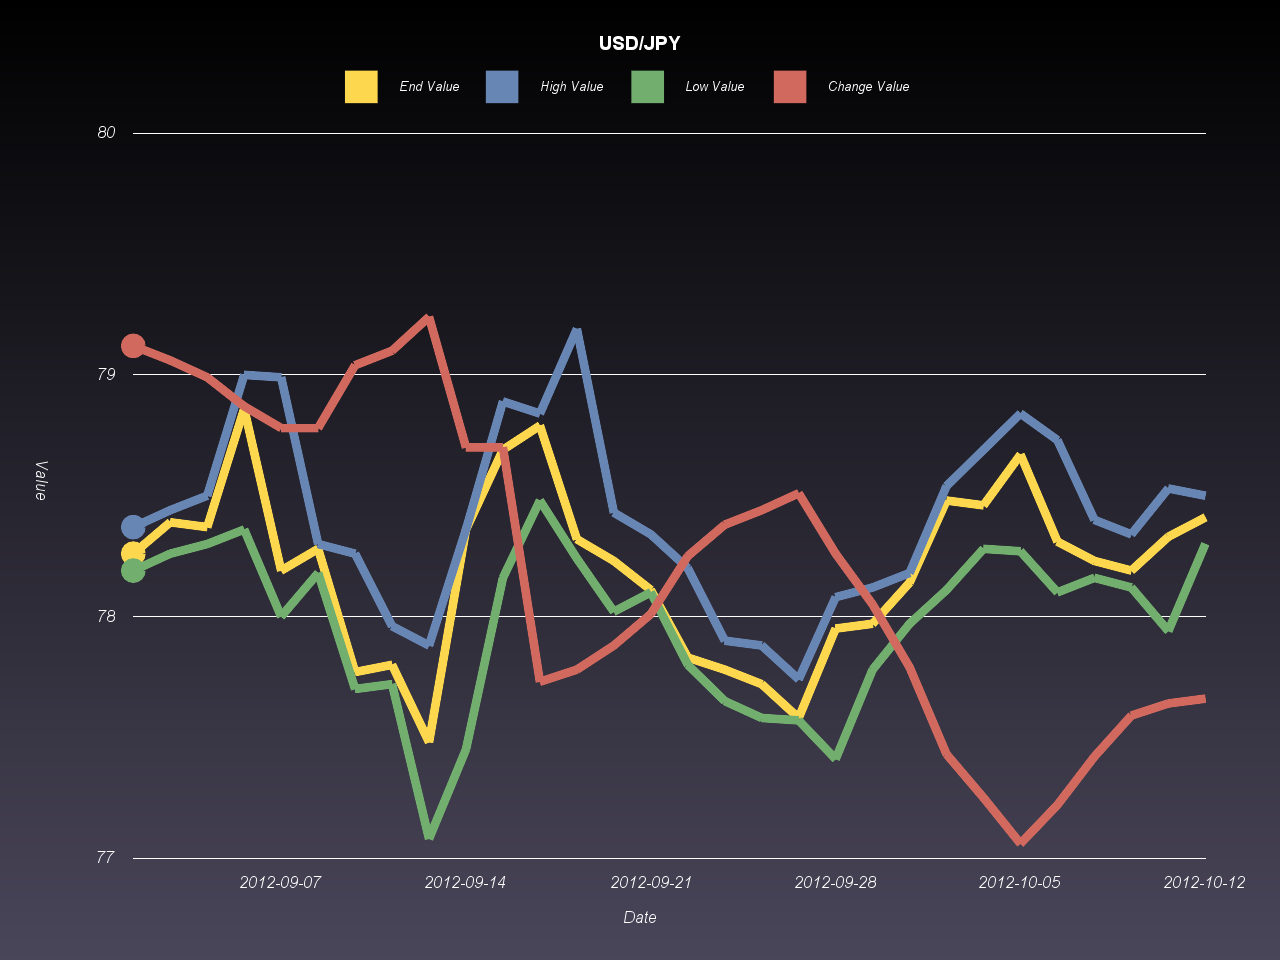 USD/JPY
End Value High Value Low Value Change Value
80
79
78
77
Value
2012-09-07 2012-09-14 2012-09-21 2012-09-28 2012-10-05 2012-10-12
Date